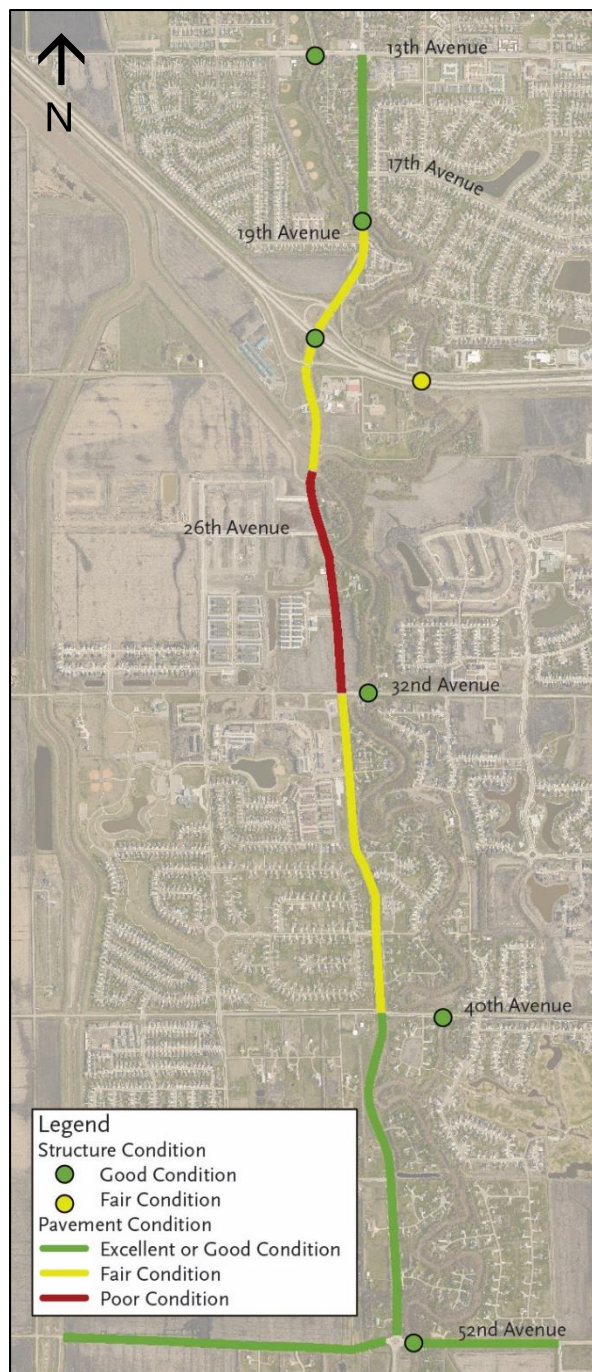 13th Avenue
N
17th Avenue
19th Avenue
26th Avenue
32nd Avenue
40th Avenue
Legend
Structure Condition
Good Condition
Fair Condition
Pavement Condition
Excellent or Good Condition
Fair Condition
Poor Condition
52nd Avenue